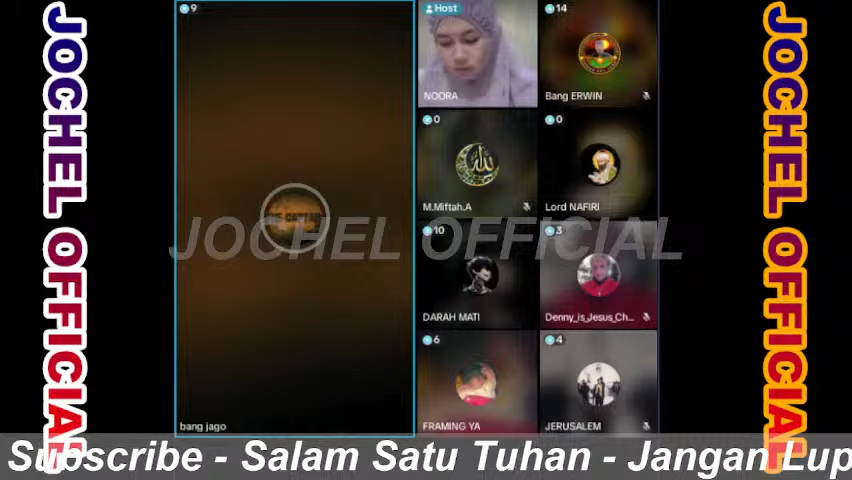 JOCHEL OFFICIAL
9
Host
NOORA
14
Bang ERWIN
0
M.Miftah.A
0
Lord NAFIRI
JOCHEL OFFICIAL
10
DARAH MATI
3
Denny_is_Jesus_Ch...
6
FRAMING YA
4
JERUSALEM
bang jago
JOCHEL OFFICIAL
Subscribe - Salam Satu Tuhan - Jangan Lup